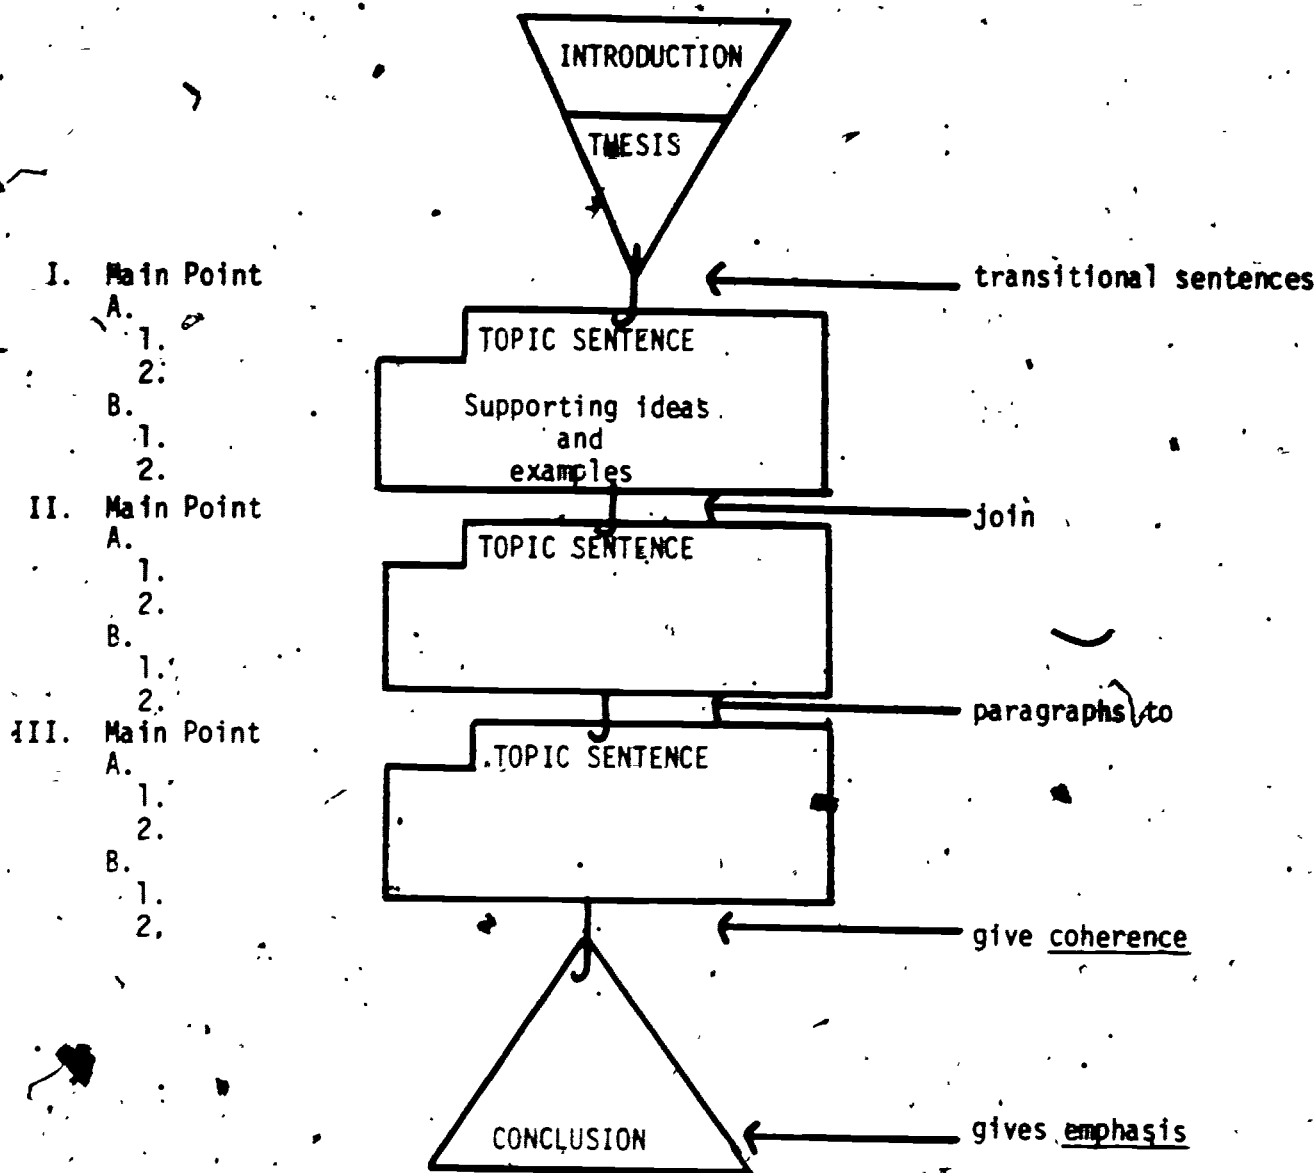 INTRODUCTION
THESIS
I. Main Point
A.
1.
2.
B.
1.
2.
II. Main Point
A.
1.
2.
B.
1.
2.
III. Main Point
A.
1.
2.
B.
1.
2.
TOPIC SENTENCE
Supporting ideas
and
examples
TOPIC SENTENCE
TOPIC SENTENCE
CONCLUSION
transitional sentences
join
paragraphs to
give coherence
gives emphasis